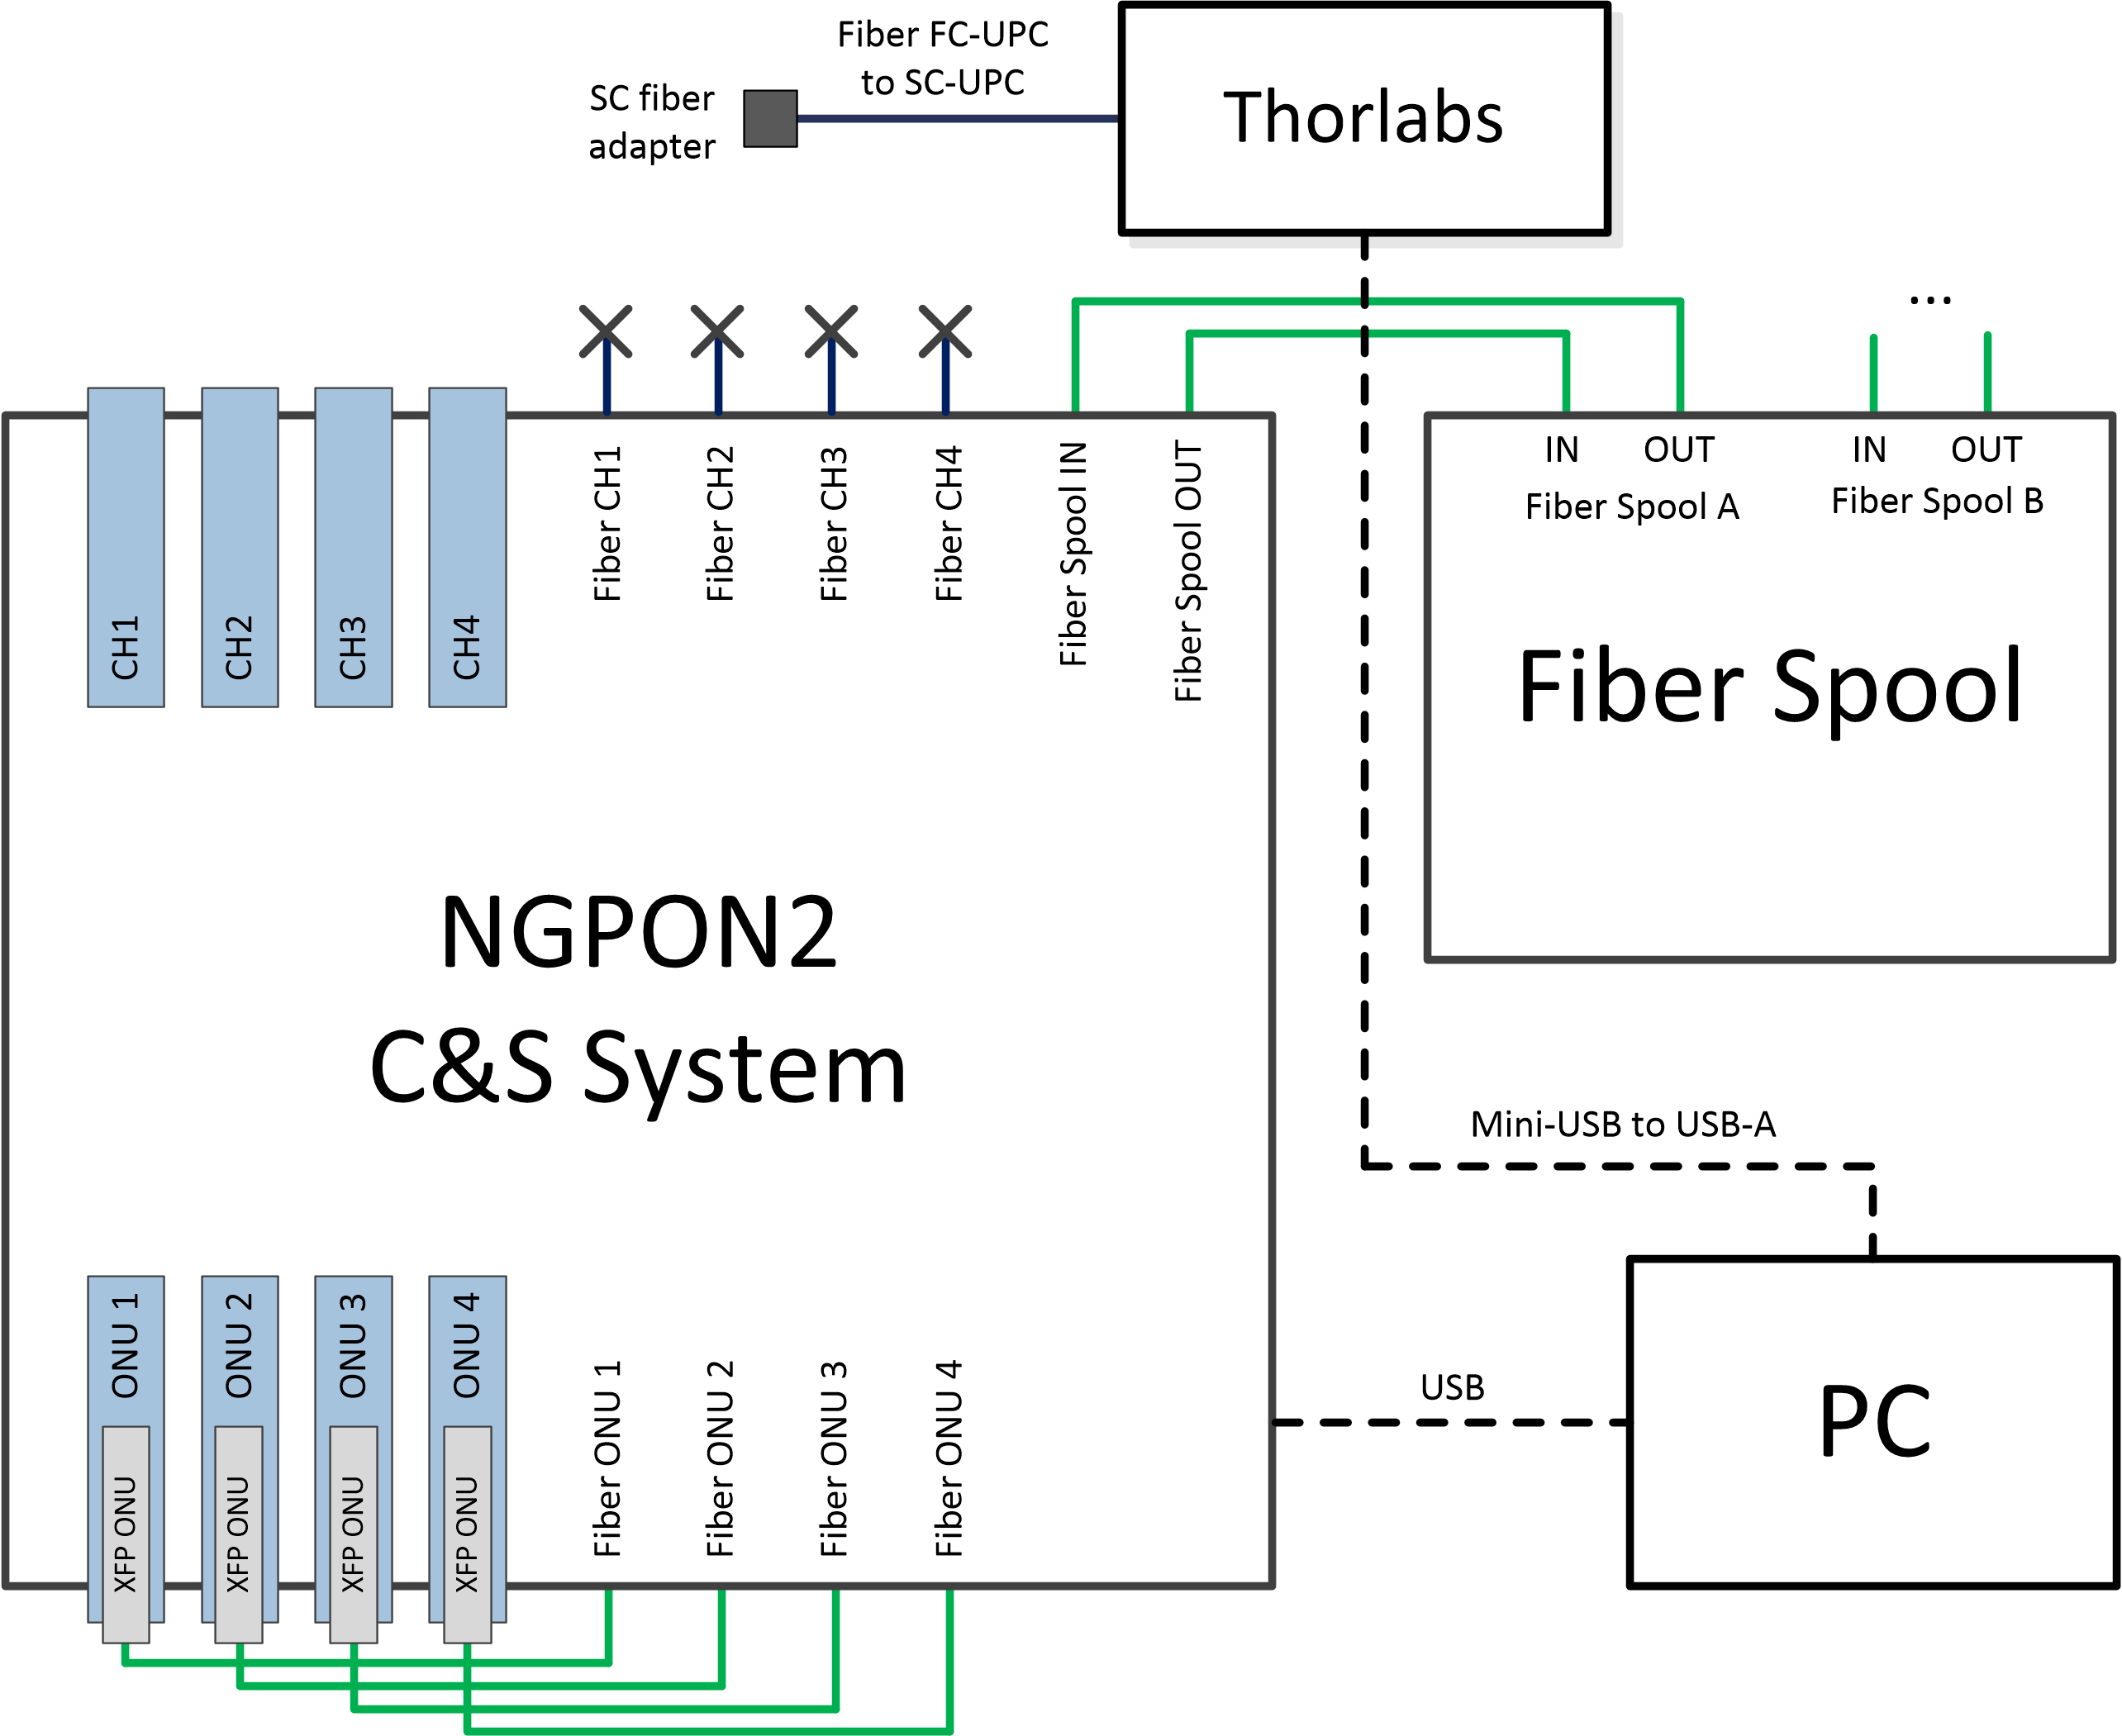 Fiber FC-UPC
to SC-UPC
SC fiber
adapter
Thorlabs
...
CH1
CH2
CH3
CH4
Fiber CH1
Fiber CH2
Fiber CH3
Fiber CH4
Fiber Spool IN
Fiber Spool OUT
IN
OUT
IN
OUT
Fiber Spool A
Fiber Spool B
Fiber Spool
NGPON2
C&S System
Mini-USB to USB-A
USB
PC
ONU 1
ONU 2
ONU 3
ONU 4
XFP ONU
XFP ONU
XFP ONU
XFP ONU
Fiber ONU 1
Fiber ONU 2
Fiber ONU 3
Fiber ONU 4